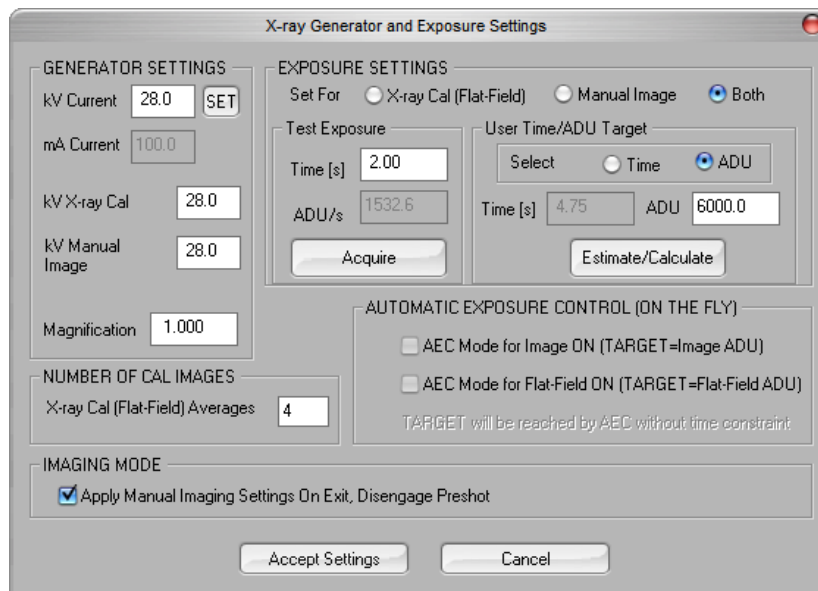 X-ray Generator and Exposure Settings
GENERATOR SETTINGS
kV Current 28.0 SET
mA Current 100.0
kV X-ray Cal 28.0
kV Manual
Image 28.0
Magnification 1.000
EXPOSURE SETTINGS
Set For X-ray Cal (Flat-Field) Manual Image Both
Test Exposure
Time [s] 2.00
ADU/s 1532.6
Acquire
User Time/ADU Target
Select Time ADU
Time [s] 4.75 ADU 6000.0
Estimate/Calculate
AUTOMATIC EXPOSURE CONTROL (ON THE FLY)
AEC Mode for Image ON (TARGET=Image ADU)
AEC Mode for Flat-Field ON (TARGET=Flat-Field ADU)
TARGET will be reached by AEC without time constraint
NUMBER OF CAL IMAGES
X-ray Cal (Flat-Field) Averages 4
IMAGING MODE
Apply Manual Imaging Settings On Exit, Disengage Preshot
Accept Settings Cancel